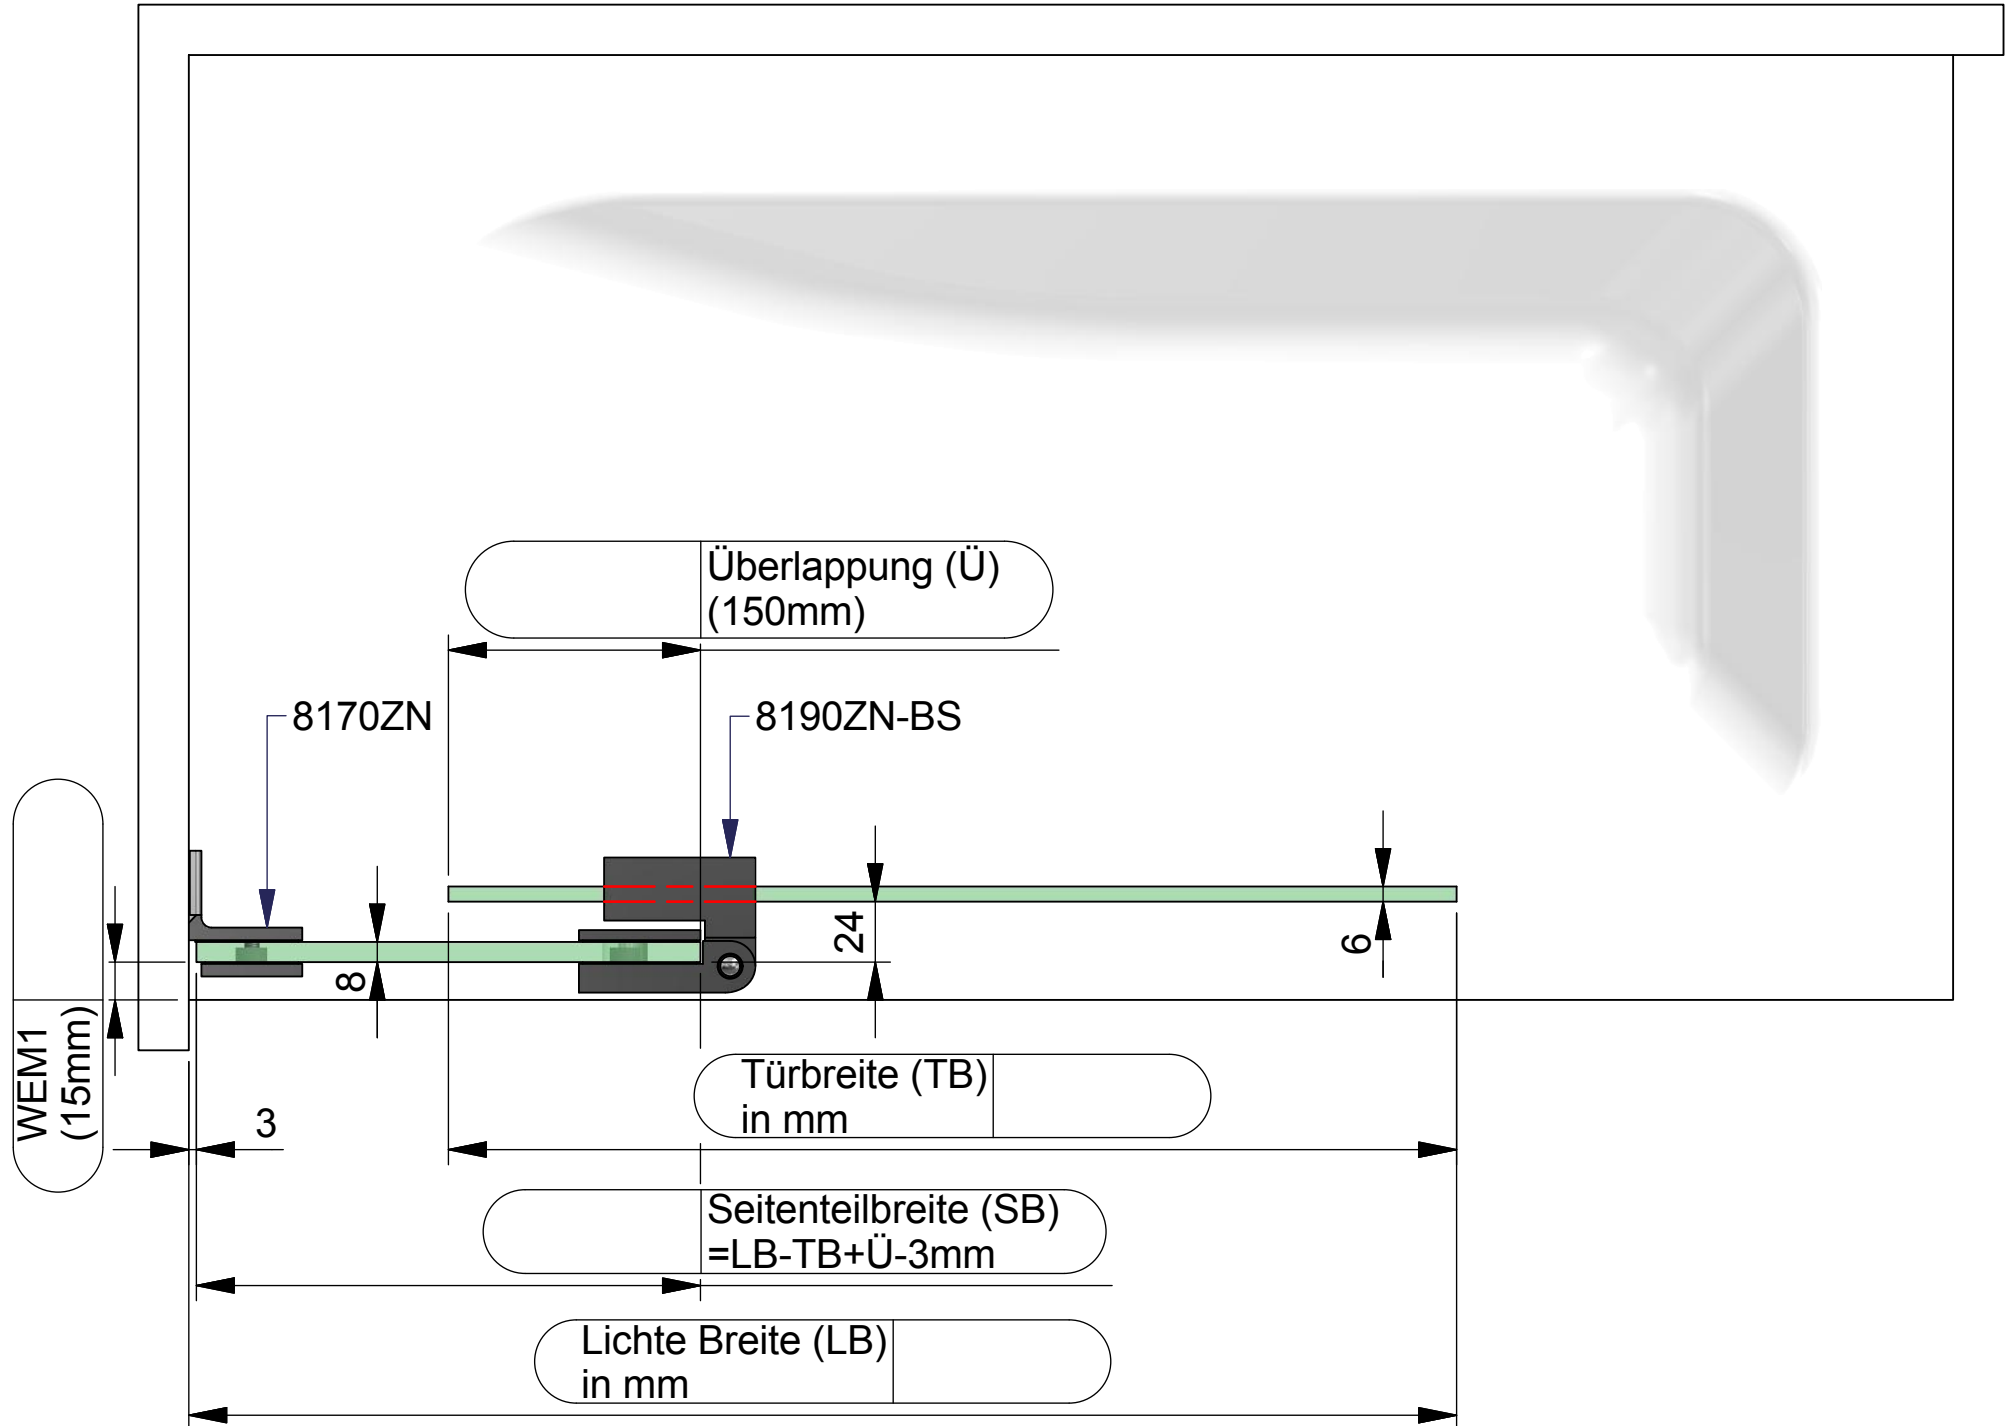 Überlappung (Ü)
(150mm)
8170ZN
8190ZN-BS
24
6
8
WEM1
(15mm)
3
Türbreite (TB)
in mm
Seitenteilbreite (SB)
=LB-TB+Ü-3mm
Lichte Breite (LB)
in mm